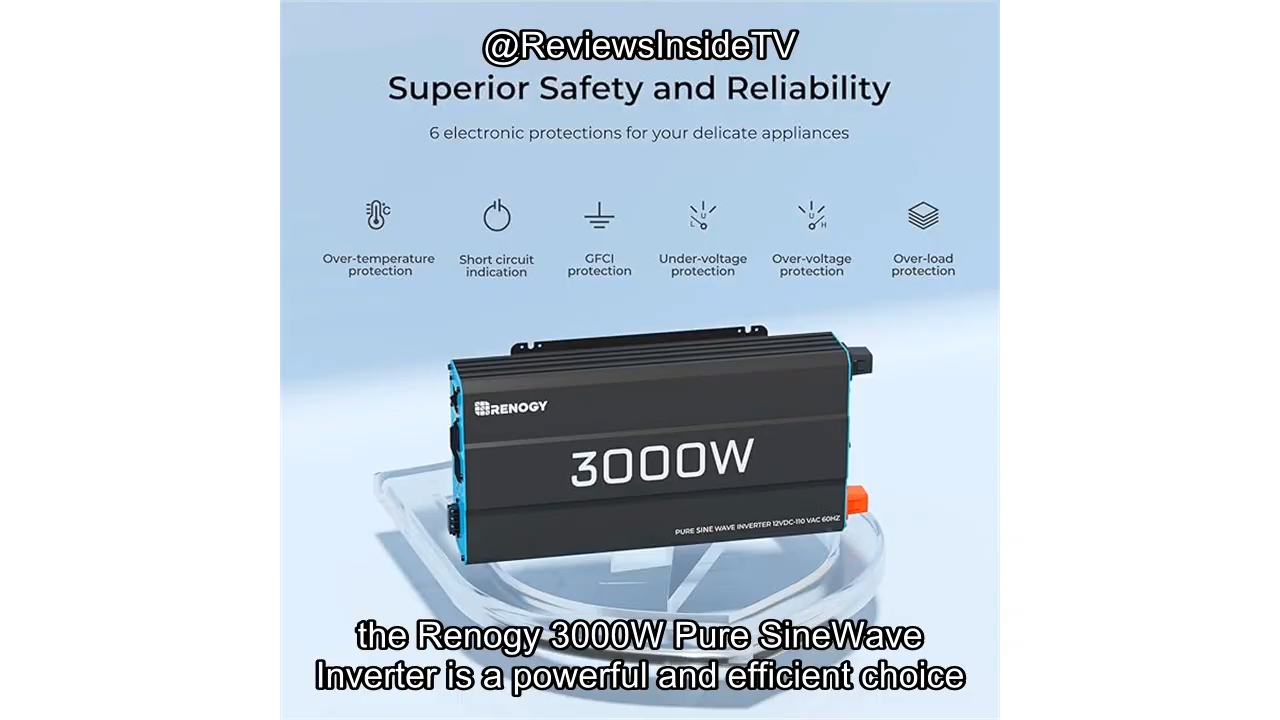 @ReviewsInsideTV
Superior Safety and Reliability
6 electronic protections for your delicate appliances
°C
U
L
U
H
Over-temperature protection
Short circuit indication
GFCI protection
Under-voltage protection
Over-voltage protection
Over-load protection
RENOGY
3000W
PURE SINE WAVE INVERTER 12VDC-110 VAC 60HZ
the Renogy 3000W Pure SineWave
Inverter is a powerful and efficient choice